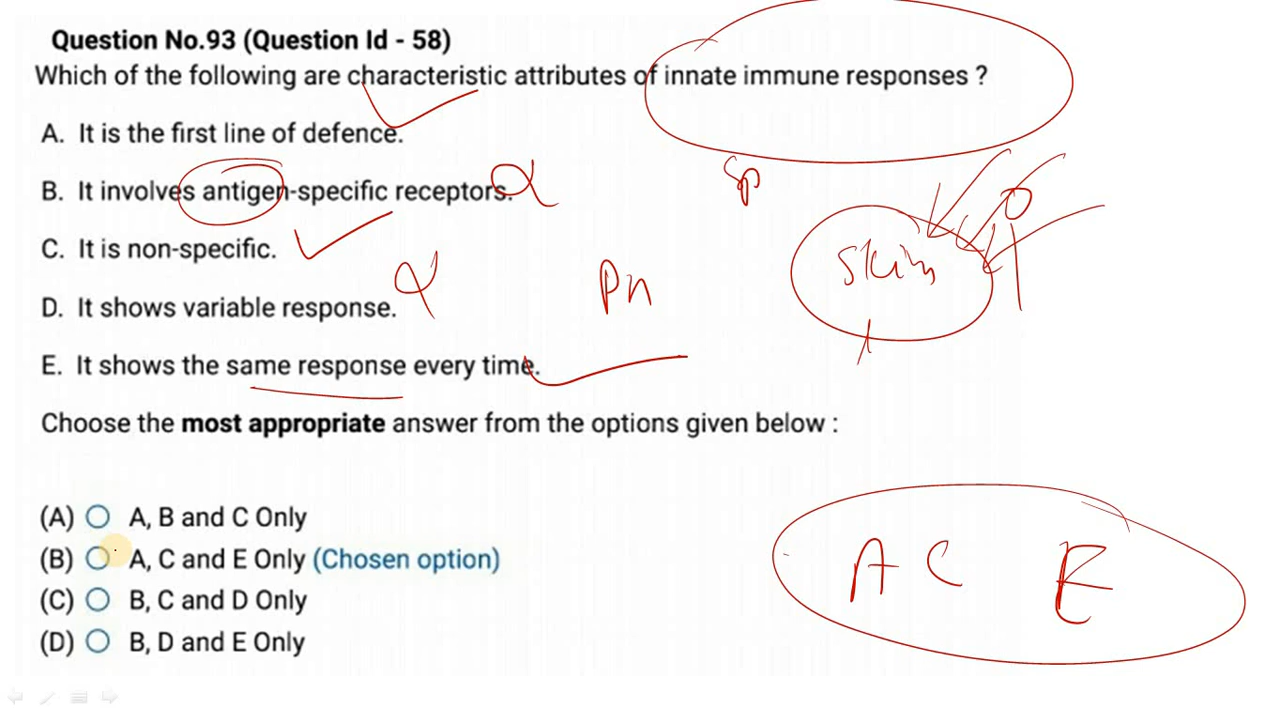 Question No.93 (Question Id - 58)
Which of the following are characteristic attributes of innate immune responses ?
A. It is the first line of defence.
B. It involves antigen-specific receptors.
Sp
C. It is non-specific.
Skin
Pn
D. It shows variable response.
E. It shows the same response every time.
Choose the most appropriate answer from the options given below :
(A) A, B and C Only
(B) A, C and E Only (Chosen option)
A C E
(C) B, C and D Only
(D) B, D and E Only